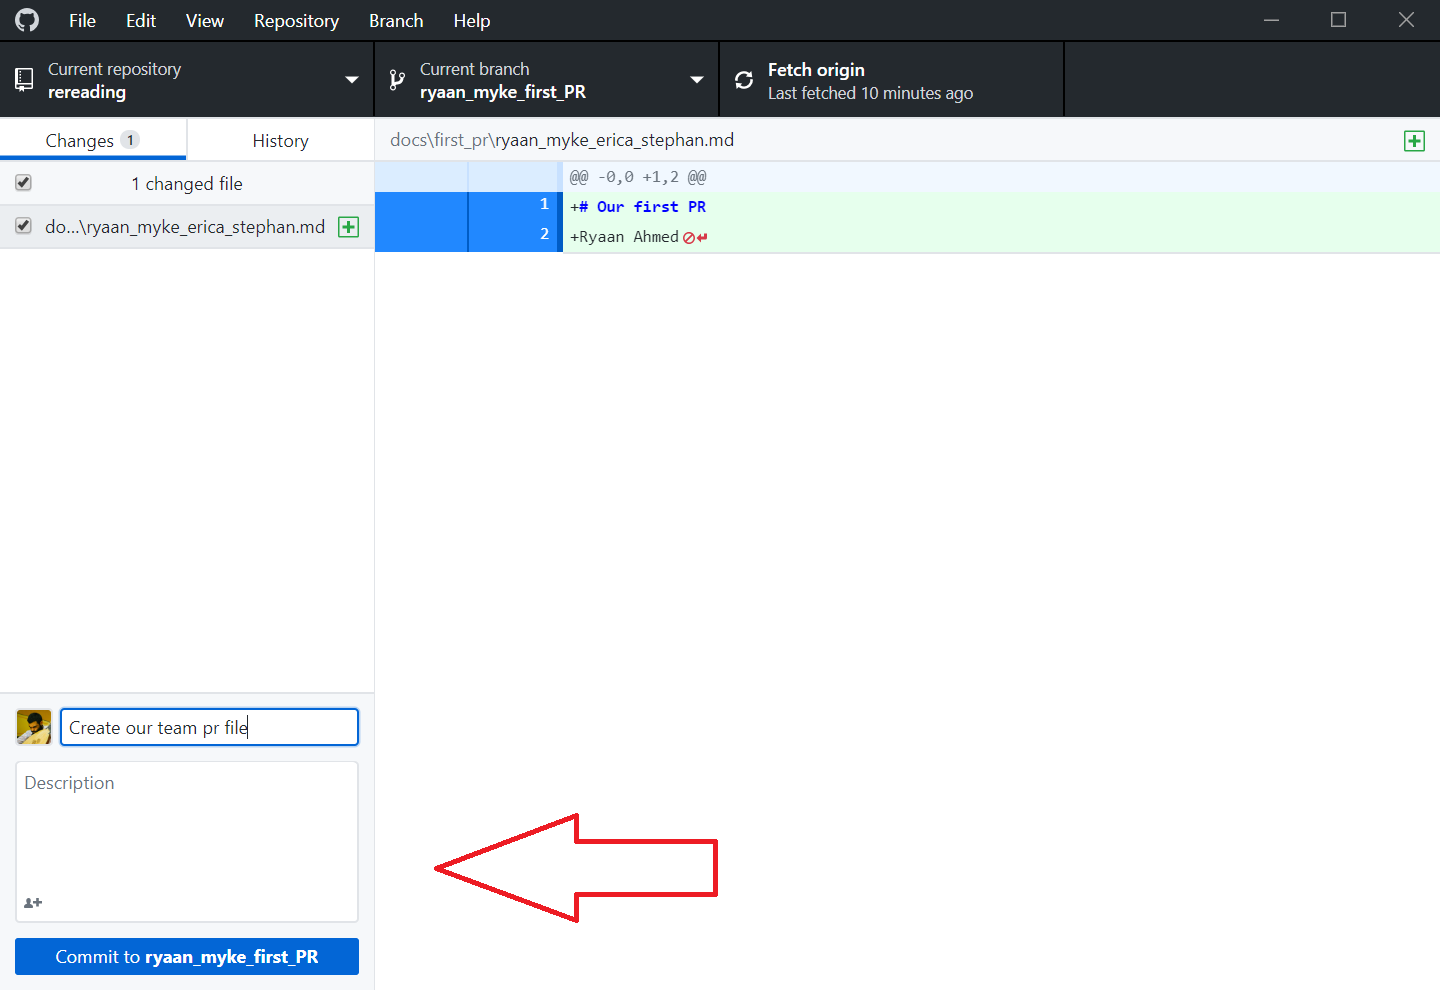 File Edit View Repository Branch Help
Current repository
rereading
Current branch
ryaan_myke_first_PR
Fetch origin
Last fetched 10 minutes ago
Changes 1
History
docs\first_pr\ryaan_myke_erica_stephan.md
1 changed file
do...\ryaan_myke_erica_stephan.md
@@ -0,0 +1,2 @@
1 +# Our first PR
2 +Ryaan Ahmed
Create our team pr file
Description
Commit to ryaan_myke_first_PR